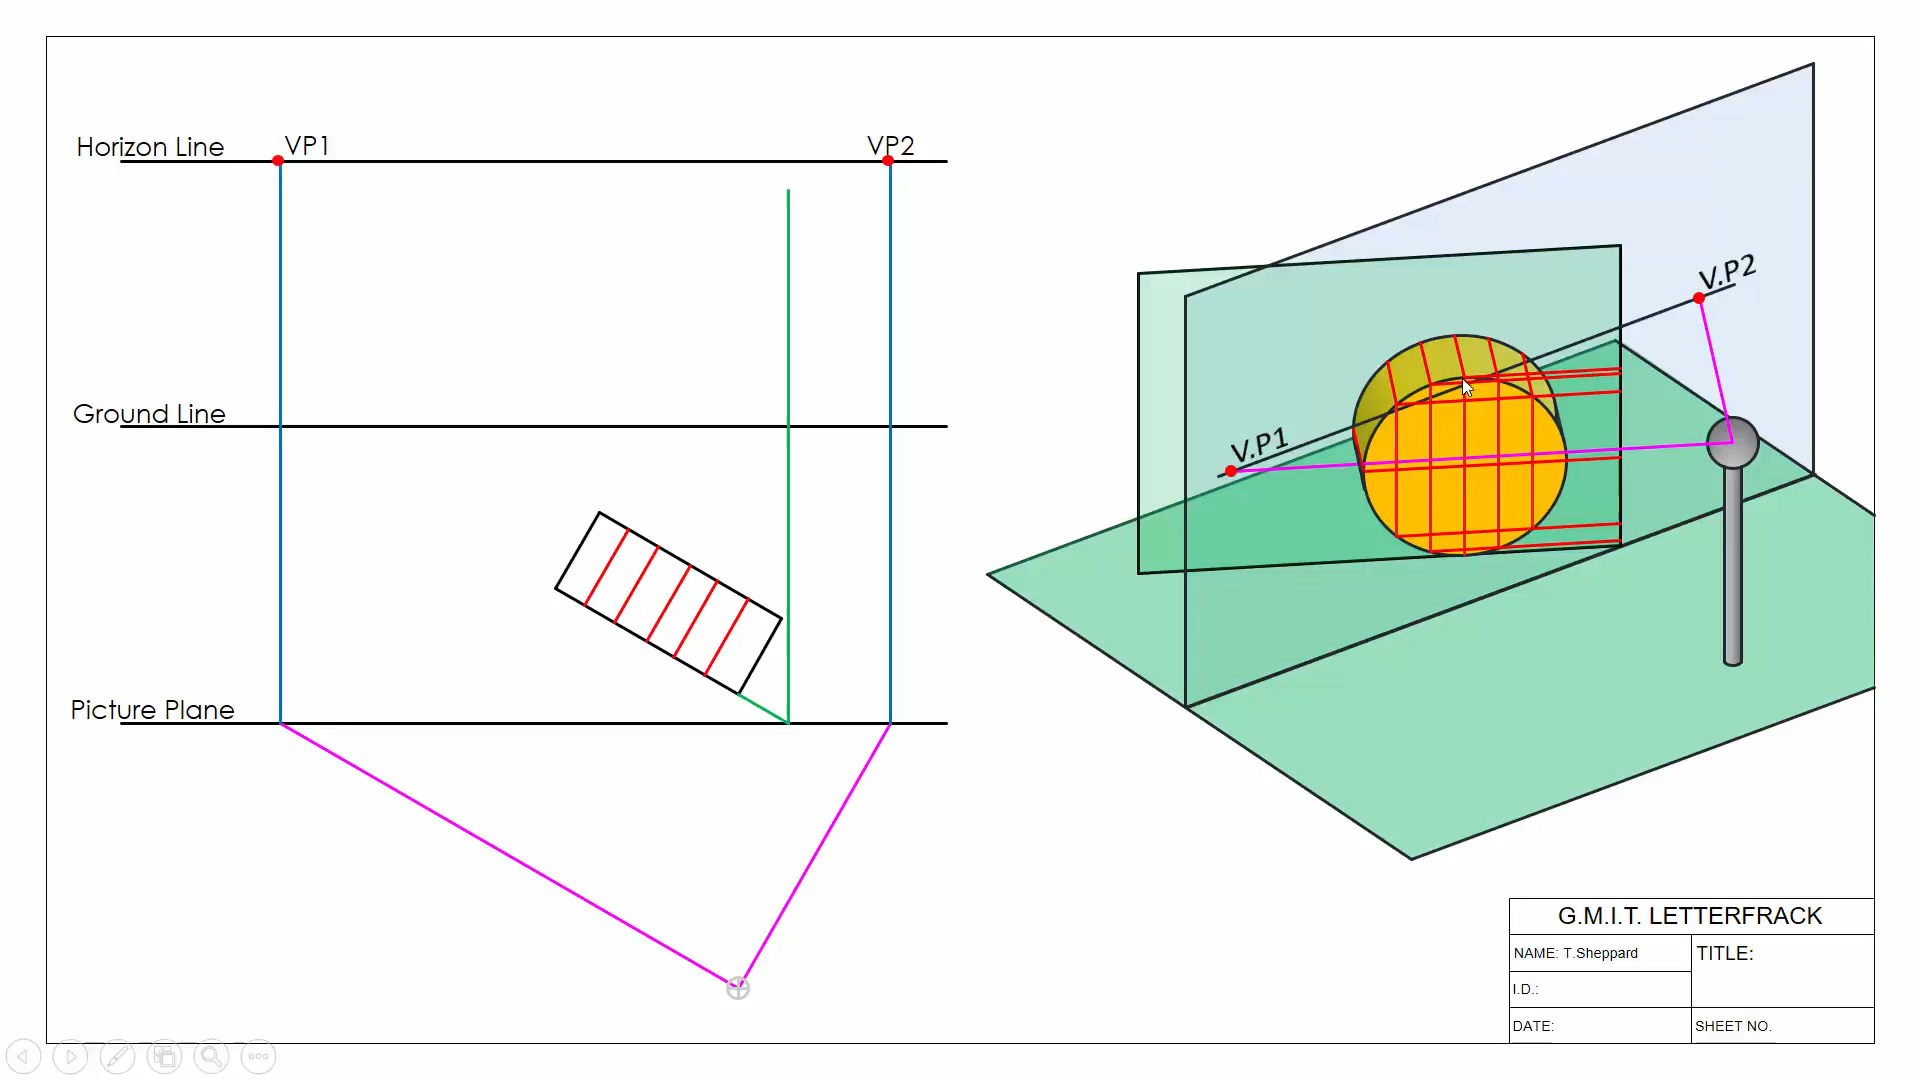 Horizon Line
VP1
VP2
Ground Line
Picture Plane
V.P2
V.P1
G.M.I.T. LETTERFRACK
NAME: T.Sheppard
TITLE:
I.D.:
DATE:
SHEET NO.